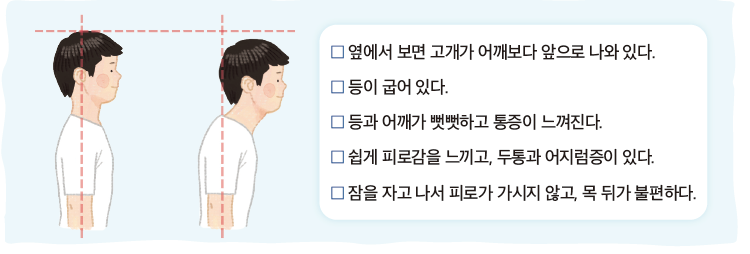 □ 옆에서 보면 고개가 어깨보다 앞으로 나와 있다.
□ 등이 굽어 있다.
□ 등과 어깨가 뻣뻣하고 통증이 느껴진다.
□ 쉽게 피로감을 느끼고, 두통과 어지럼증이 있다.
□ 잠을 자고 나서 피로가 가시지 않고, 목 뒤가 불편하다.